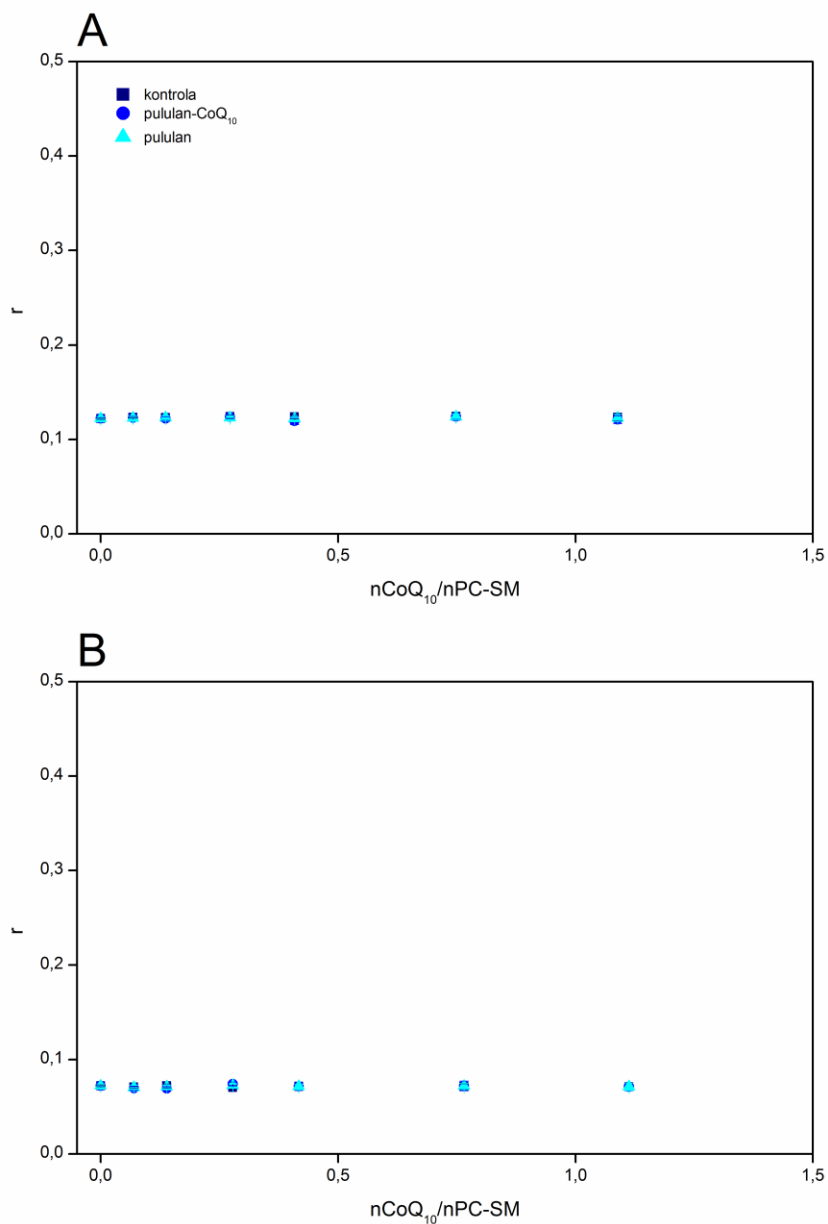 A
0,5
kontrola
pululan-CoQ₁₀
pululan
0,4
0,3
r
0,2
0,1
0,0
0,0 0,5 1,0 1,5
nCoQ₁₀/nPC-SM
B
0,5
0,4
0,3
r
0,2
0,1
0,0
0,0 0,5 1,0 1,5
nCoQ₁₀/nPC-SM